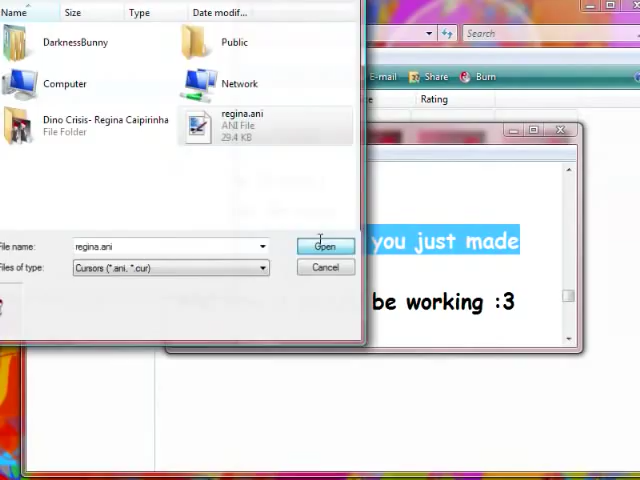 Name Size Type Date modif...
Search
DarknessBunny Public
E-mail Share Burn
Computer Network
Rating
Dino Crisis- Regina Caipirinha
File Folder
regina.ani
ANI File
29.4 KB
File name: regina.ani Open
you just made
Files of type: Cursors (*.ani, *.cur) Cancel
be working :3